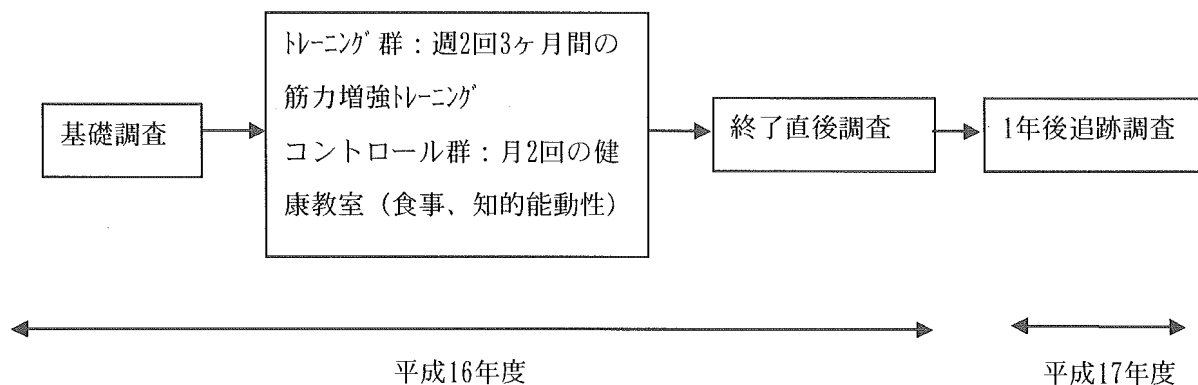 基礎調査
ﾄﾚｰﾆﾝｸﾞ群：週2回3ヶ月間の
筋力増強ﾄﾚｰﾆﾝｸﾞ
コントロール群：月2回の健
康教室（食事、知的能動性）
終了直後調査
1年後追跡調査
平成16年度
平成17年度